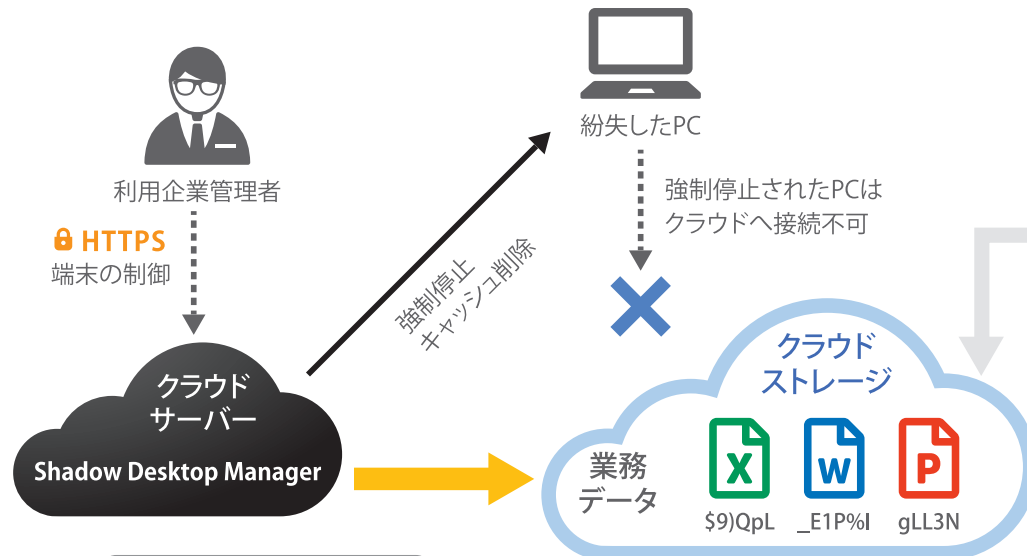 利用企業管理者
HTTPS
端末の制御
紛失したPC
強制停止されたPCは
クラウドへ接続不可
強制停止
キャッシュ削除
クラウド
サーバー
Shadow Desktop Manager
クラウド
ストレージ
業務
データ
X
W
P
$9)QpL
_E1P%I
gLL3N